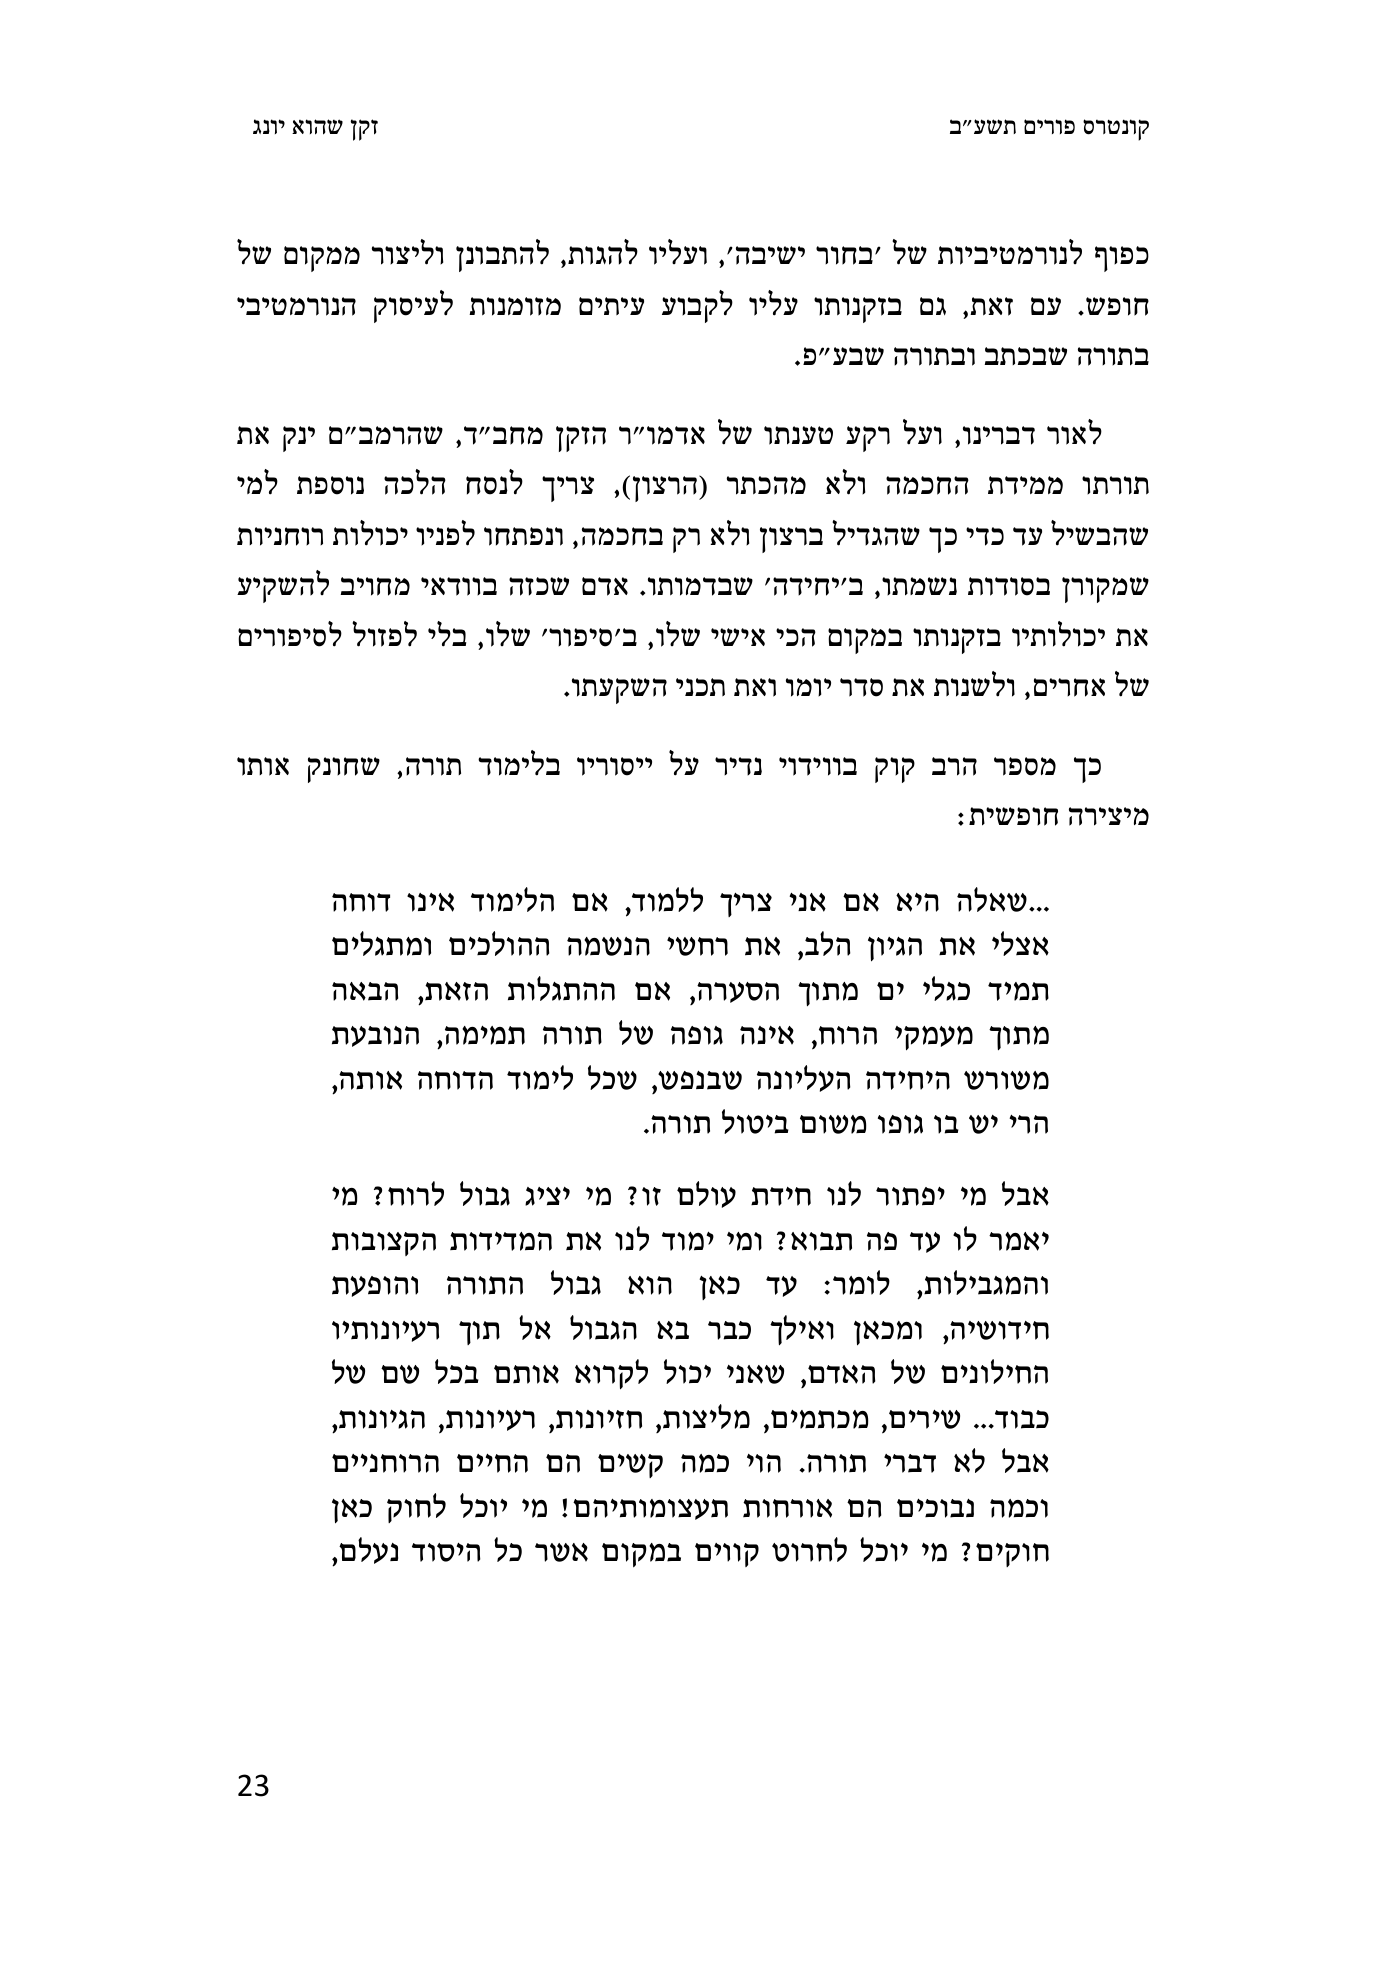 קונטרס פורים תשע״ב
זקן שהוא יונג
כפוף לנורמטיביות של ׳בחור ישיבה׳, ועליו להגות, להתבונן וליצור ממקום של
חופש. עם זאת, גם בזקנותו עליו לקבוע עיתים מזומנות לעיסוק הנורמטיבי
בתורה שבכתב ובתורה שבע״פ.
לאור דברינו, ועל רקע טענתו של אדמו״ר הזקן מחב״ד, שהרמב״ם ינק את
תורתו ממידת החכמה ולא מהכתר (הרצון), צריך לנסח הלכה נוספת למי
שהבשיל עד כדי כך שהגדיל ברצון ולא רק בחכמה, ונפתחו לפניו יכולות רוחניות
שמקורן בסודות נשמתו, ב׳יחידה׳ שבדמותו. אדם שכזה בוודאי מחויב להשקיע
את יכולותיו בזקנותו במקום הכי אישי שלו, ב׳סיפור׳ שלו, בלי לפזול לסיפורים
של אחרים, ולשנות את סדר יומו ואת תכני השקעתו.
כך מספר הרב קוק בווידוי נדיר על ייסוריו בלימוד תורה, שחונק אותו
מיצירה חופשית:
...שאלה היא אם אני צריך ללמוד, אם הלימוד אינו דוחה
אצלי את הגיון הלב, את רחשי הנשמה ההולכים ומתגלים
תמיד כגלי ים מתוך הסערה, אם ההתגלות הזאת, הבאה
מתוך מעמקי הרוח, אינה גופה של תורה תמימה, הנובעת
משורש היחידה העליונה שבנפש, שכל לימוד הדוחה אותה,
הרי יש בו גופו משום ביטול תורה.
אבל מי יפתור לנו חידת עולם זו? מי יציג גבול לרוח? מי
יאמר לו עד פה תבוא? ומי ימוד לנו את המדידות הקצובות
והמגבילות, לומר: עד כאן הוא גבול התורה והופעת
חידושיה, ומכאן ואילך כבר בא הגבול אל תוך רעיונותיו
החילונים של האדם, שאני יכול לקרוא אותם בכל שם של
כבוד... שירים, מכתמים, מליצות, חזיונות, רעיונות, הגיונות,
אבל לא דברי תורה. הוי כמה קשים הם החיים הרוחניים
וכמה נבוכים הם אורחות תעצומותיהם! מי יוכל לחוק כאן
חוקים? מי יוכל לחרוט קווים במקום אשר כל היסוד נעלם,
23